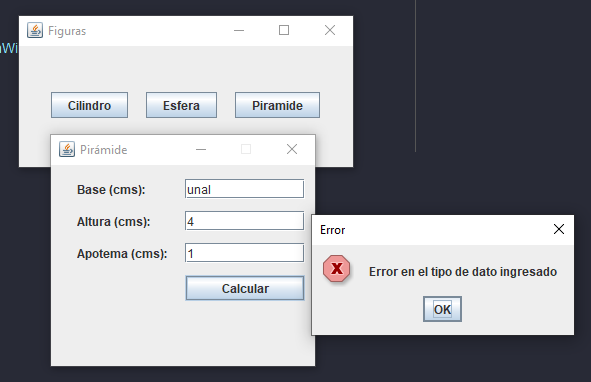 Figuras
Wi
Cilindro
Esfera
Piramide
Pirámide
Base (cms):
unal
Altura (cms):
4
Apotema (cms):
1
Calcular
Error
Error en el tipo de dato ingresado
OK